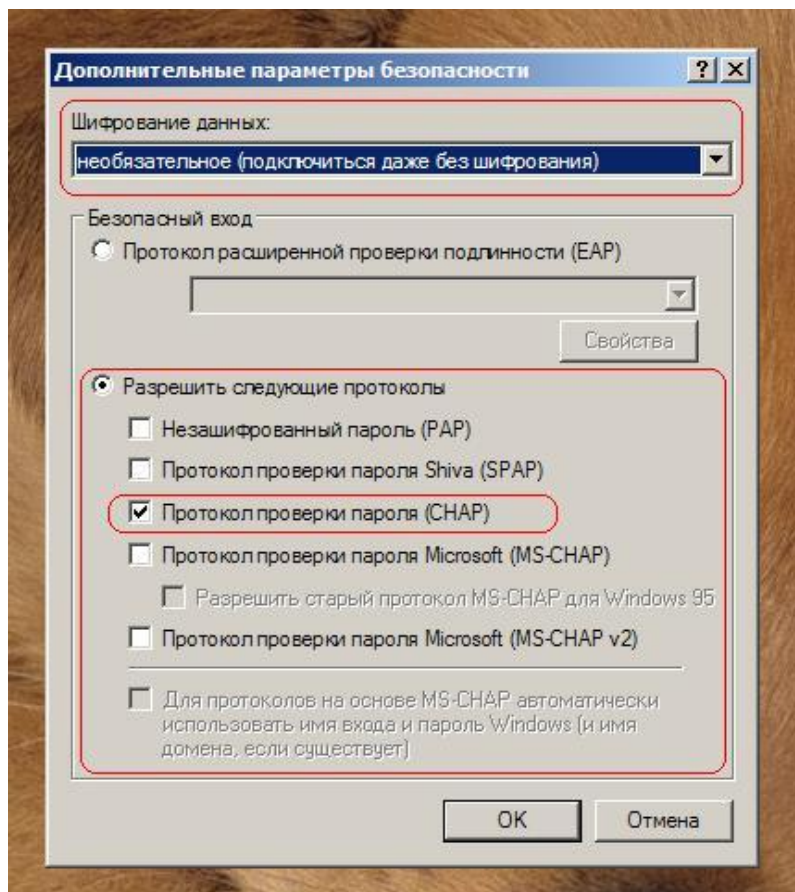 Дополнительные параметры безопасности
Шифрование данных:
необязательное (подключиться даже без шифрования)
Безопасный вход
Протокол расширенной проверки подлинности (EAP)
Свойства
Разрешить следующие протоколы
Незашифрованный пароль (PAP)
Протокол проверки пароля Shiva (SPAP)
Протокол проверки пароля (CHAP)
Протокол проверки пароля Microsoft (MS-CHAP)
Разрешить старый протокол MS-CHAP для Windows 95
Протокол проверки пароля Microsoft (MS-CHAP v2)
Для протоколов на основе MS-CHAP автоматически
использовать имя входа и пароль Windows (и имя
домена, если существует)
OK Отмена